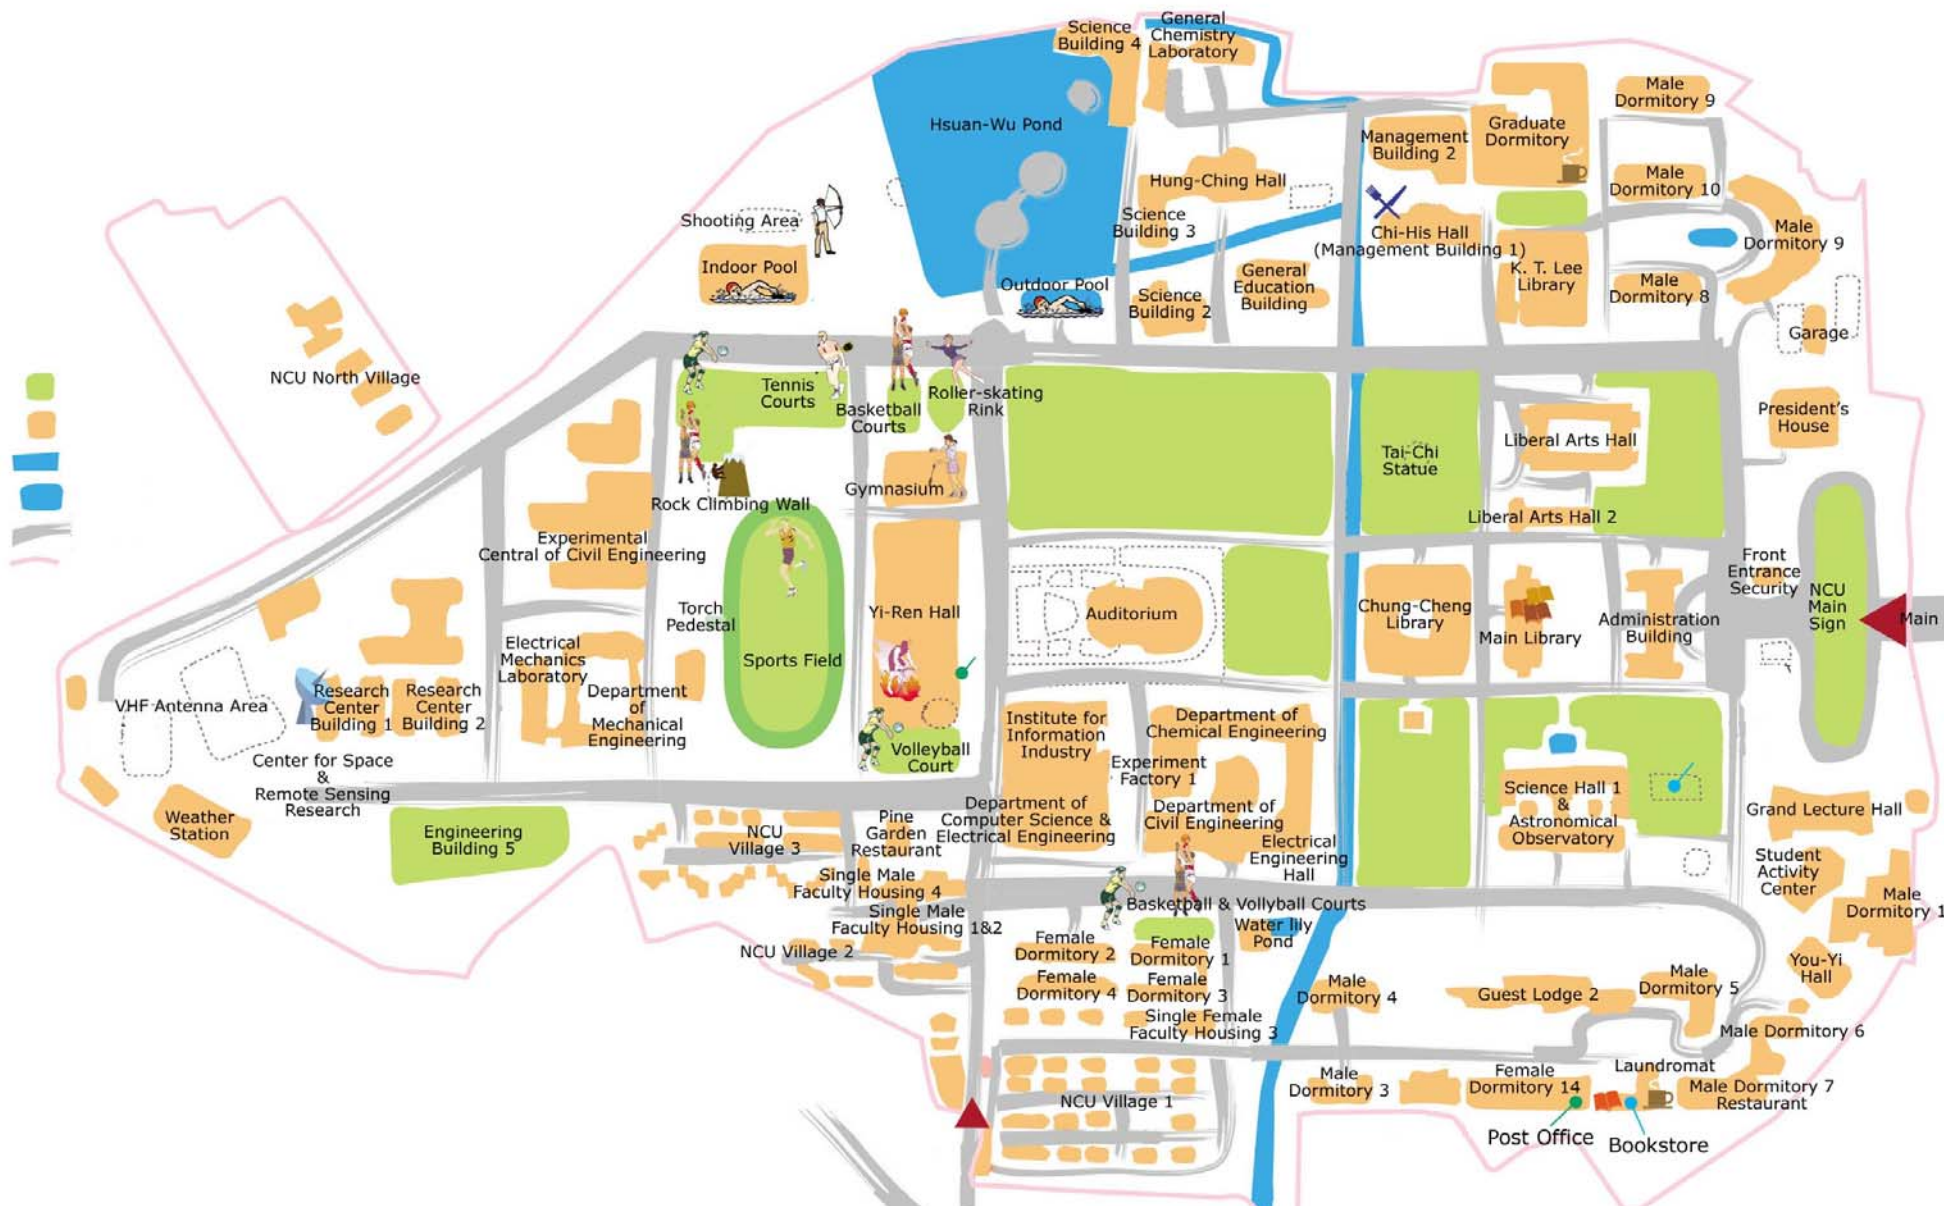 Science
Building 4
General
Chemistry
Laboratory
Hsuan-Wu Pond
Management
Building 2
Graduate
Dormitory
Male
Dormitory 9
Hung-Ching Hall
Male
Dormitory 10
Shooting Area
Science
Building 3
Chi-His Hall
(Management Building 1)
Male
Dormitory 9
Indoor Pool
Outdoor Pool
Science
Building 2
General
Education
Building
K. T. Lee
Library
Male
Dormitory 8
Garage
NCU North Village
Tennis
Courts
Basketball
Courts
Roller-skating
Rink
Tai-Chi
Statue
Liberal Arts Hall
President's
House
Gymnasium
Rock Climbing Wall
Liberal Arts Hall 2
Experimental
Central of Civil Engineering
Front
Entrance
Security
Torch
Pedestal
Yi-Ren Hall
Auditorium
Chung-Cheng
Library
Main Library
Administration
Building
NCU
Main
Sign
Main
Electrical
Mechanics
Laboratory
Sports Field
VHF Antenna Area
Research
Center
Building 1
Research
Center
Building 2
Department
of
Mechanical
Engineering
Institute for
Information
Industry
Department of
Chemical Engineering
Volleyball
Court
Experiment
Factory 1
Center for Space
&
Remote Sensing
Research
Weather
Station
Engineering
Building 5
NCU
Village 3
Pine
Garden
Restaurant
Department of
Computer Science &
Electrical Engineering
Department of
Civil Engineering
Electrical
Engineering
Hall
Science Hall 1
&
Astronomical
Observatory
Grand Lecture Hall
Student
Activity
Center
Single Male
Faculty Housing 4
Single Male
Faculty Housing 1&2
Basketball & Vollyball Courts
Male
Dormitory 1
NCU Village 2
Female
Dormitory 2
Female
Dormitory 1
Water lily
Pond
Female
Dormitory 4
Female
Dormitory 3
Single Female
Faculty Housing 3
Male
Dormitory 4
Guest Lodge 2
Male
Dormitory 5
You-Yi
Hall
Male Dormitory 6
NCU Village 1
Male
Dormitory 3
Female
Dormitory 14
Laundromat
Male Dormitory 7
Restaurant
Post Office
Bookstore